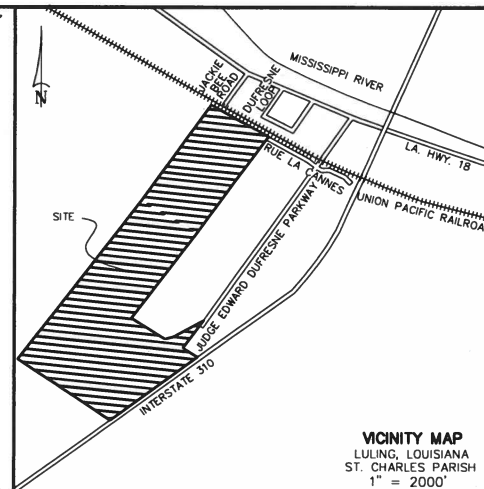 MISSISSIPPI RIVER
JACKIE
BEE
ROAD
DUFRESNE
LOOP
LA. HWY. 18
RUE LA CANNES
UNION PACIFIC RAILROA
N
SITE
JUDGE EDWARD DUFRESNE PARKWAY
INTERSTATE 310
VICINITY MAP
LULING, LOUISIANA
ST. CHARLES PARISH
1" = 2000'